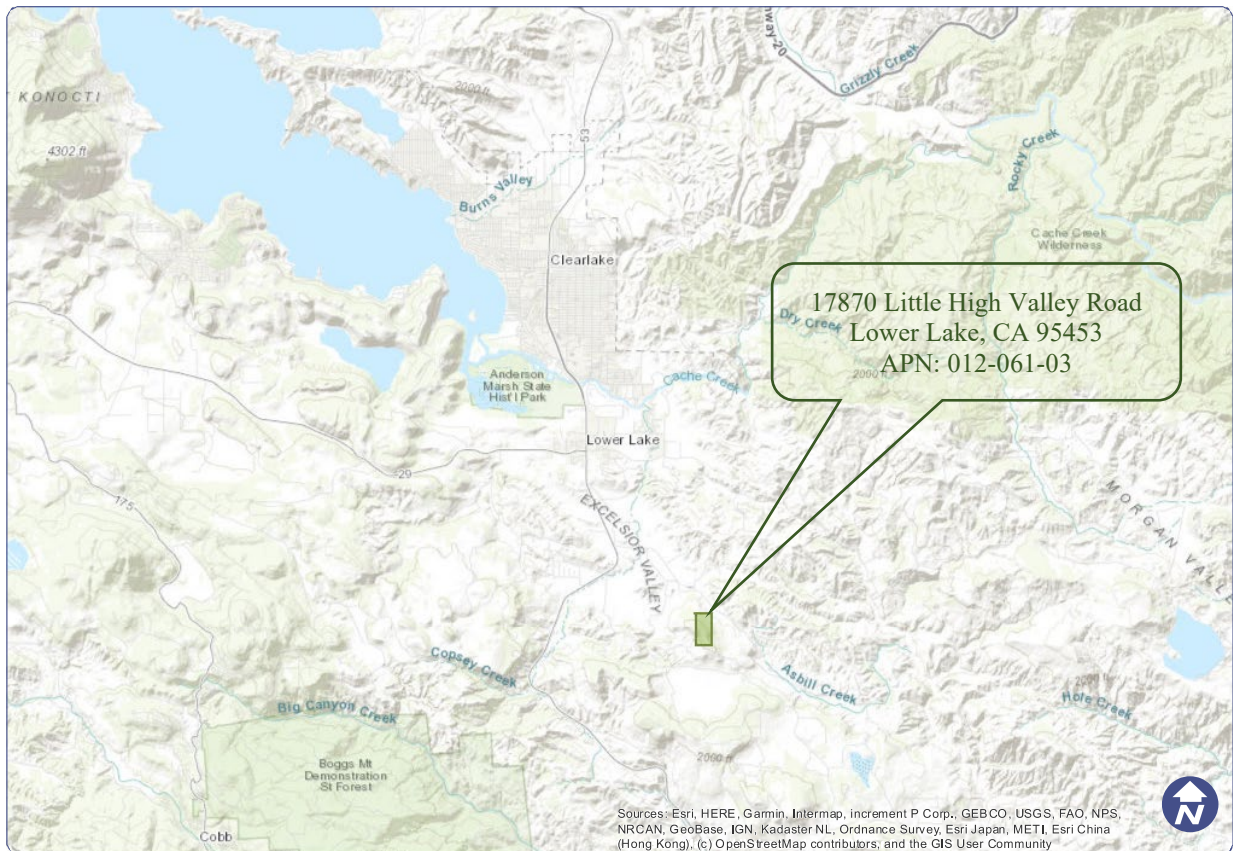 nway-20
Grizzly Creek
KONOCTI
2000 ft
4302 ft
53
Burns Valley
Rocky Creek
Cache Creek
Wilderness
Clearlake
17870 Little High Valley Road
Lower Lake, CA 95453
APN: 012-061-03
Dry Creek
2000 ft
Anderson
Marsh State
Hist'l Park
Cache Creek
Lower Lake
29
175
EXCELSIOR VALLEY
MORGAN VALLE
Copsey Creek
Asbill Creek
2000 ft
Hole Creek
Big Canyon Creek
2000 ft
Boggs Mt
Demonstration
St Forest
Cobb
Sources: Esri, HERE, Garmin, Intermap, increment P Corp., GEBCO, USGS, FAO, NPS,
NRCAN, GeoBase, IGN, Kadaster NL, Ordnance Survey, Esri Japan, METI, Esri China
(Hong Kong), (c) OpenStreetMap contributors, and the GIS User Community
N